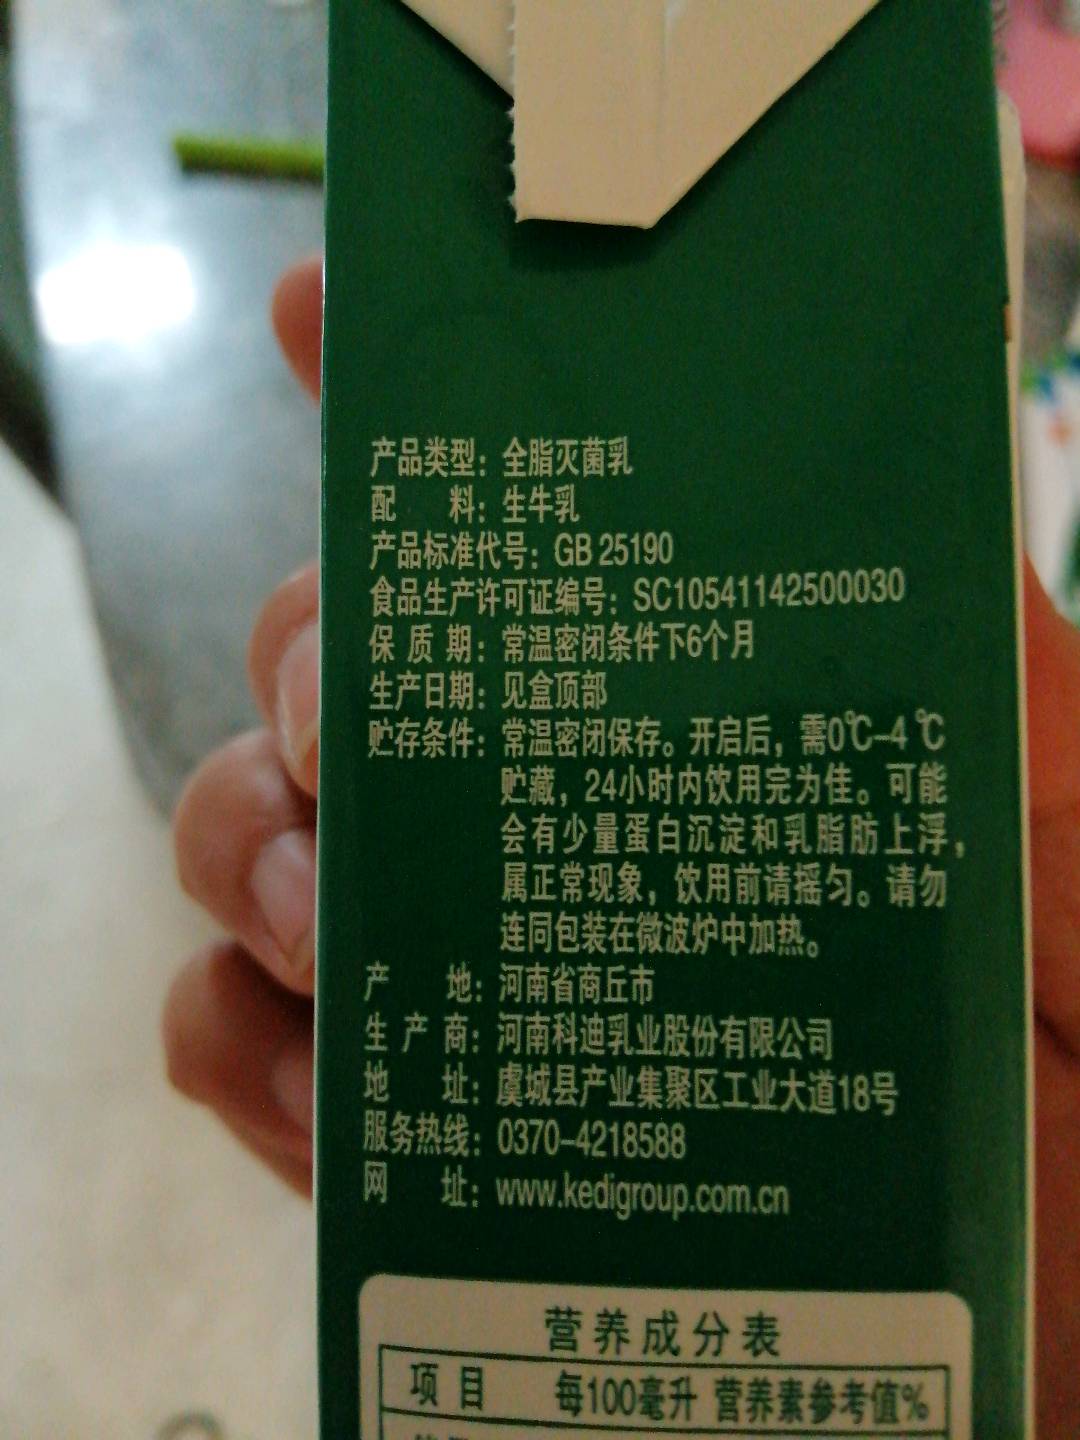 产品类型：全脂灭菌乳
配 料：生牛乳
产品标准代号：GB 25190
食品生产许可证编号：SC10541142500030
保 质 期：常温密闭条件下6个月
生产日期：见盒顶部
贮存条件：常温密闭保存。开启后，需0℃-4℃
贮藏，24小时内饮用完为佳。可能
会有少量蛋白沉淀和乳脂肪上浮，
属正常现象，饮用前请摇匀。请勿
连同包装在微波炉中加热。
产 地：河南省商丘市
生 产 商：河南科迪乳业股份有限公司
地 址：虞城县产业集聚区工业大道18号
服务热线：0370-4218588
网 址：www.kedigroup.com.cn
营养成分表
项目 每100毫升 营养素参考值%